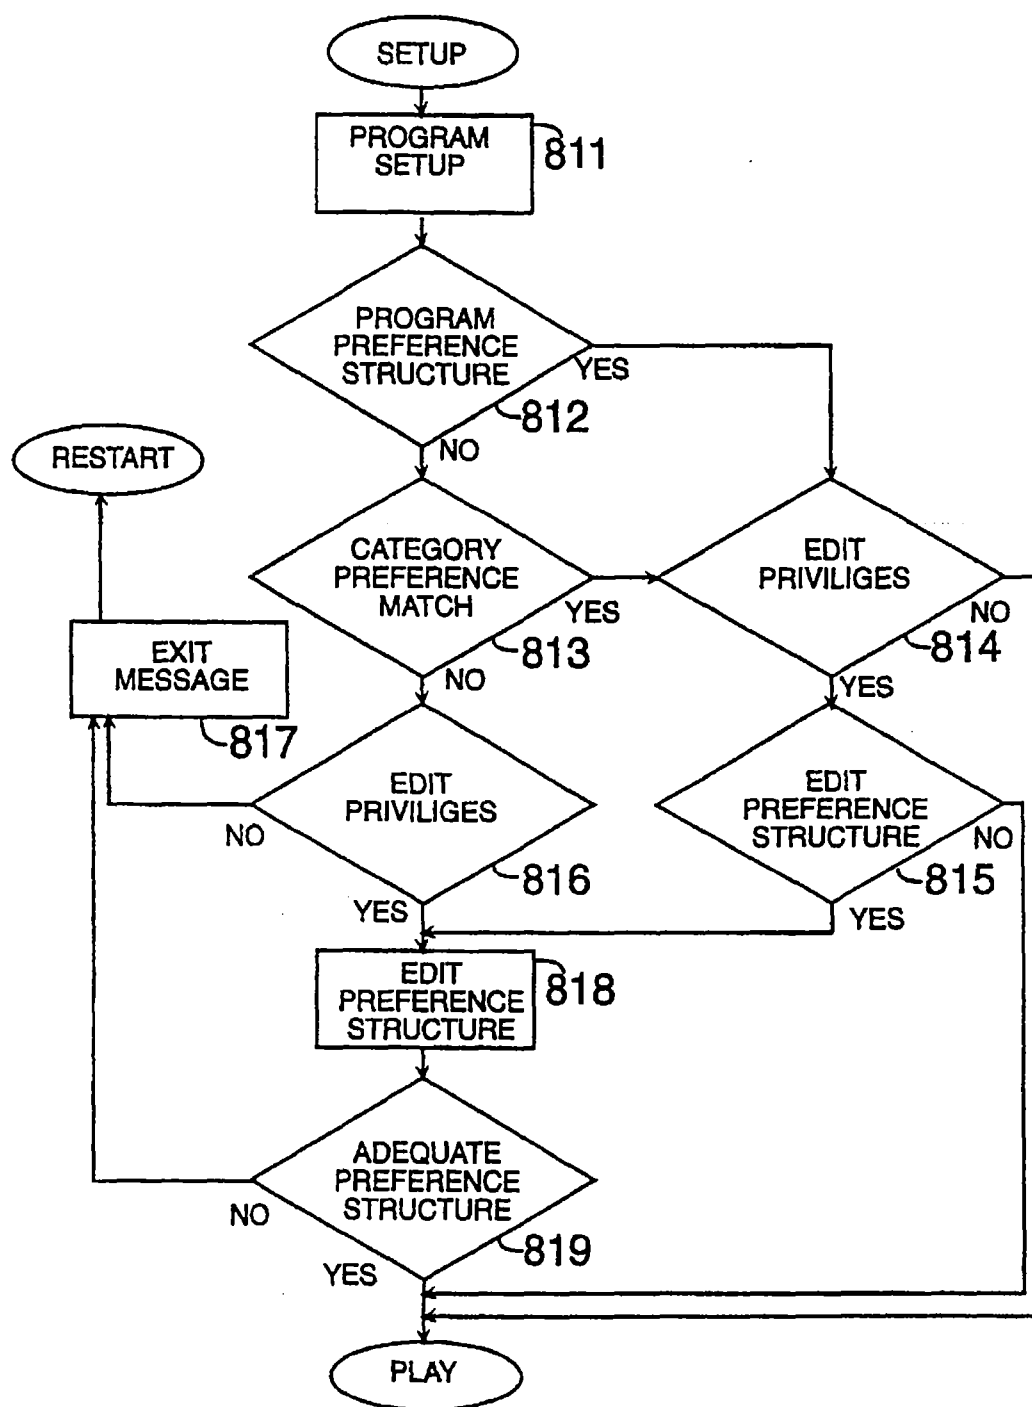 SETUP
PROGRAM
SETUP
811
PROGRAM
PREFERENCE
STRUCTURE
YES
812
NO
RESTART
CATEGORY
PREFERENCE
MATCH
YES
813
NO
EDIT
PRIVILIGES
NO
814
YES
EXIT
MESSAGE
817
EDIT
PRIVILIGES
NO
816
YES
EDIT
PREFERENCE
STRUCTURE
NO
815
YES
EDIT
PREFERENCE
STRUCTURE
818
ADEQUATE
PREFERENCE
STRUCTURE
NO
819
YES
PLAY